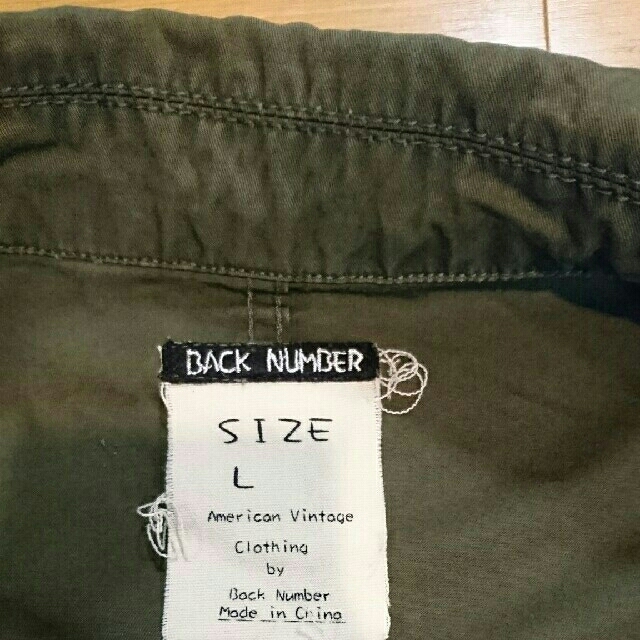 BACK NUMBER
SIZE
L
American Vintage
Clothing
by
Back Number
Made in China